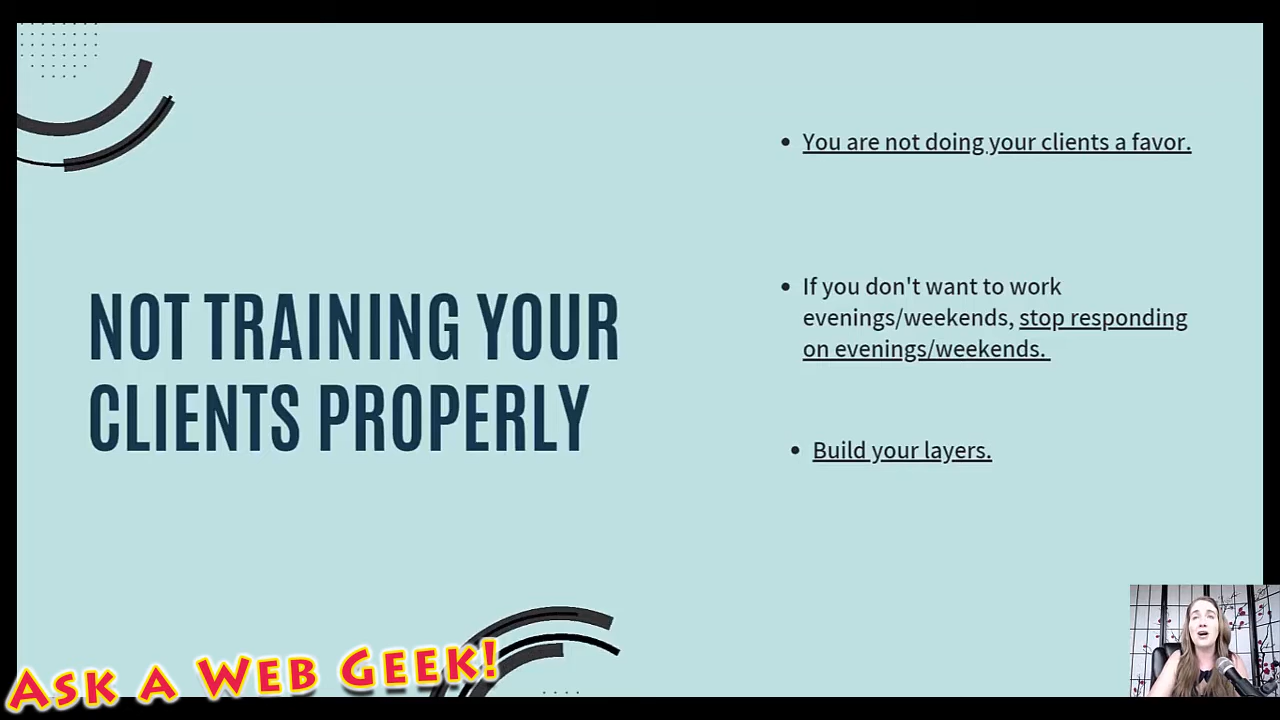 NOT TRAINING YOUR
CLIENTS PROPERLY
• You are not doing your clients a favor.
• If you don't want to work
evenings/weekends, stop responding
on evenings/weekends.
• Build your layers.
ASK A WEB GEEK!